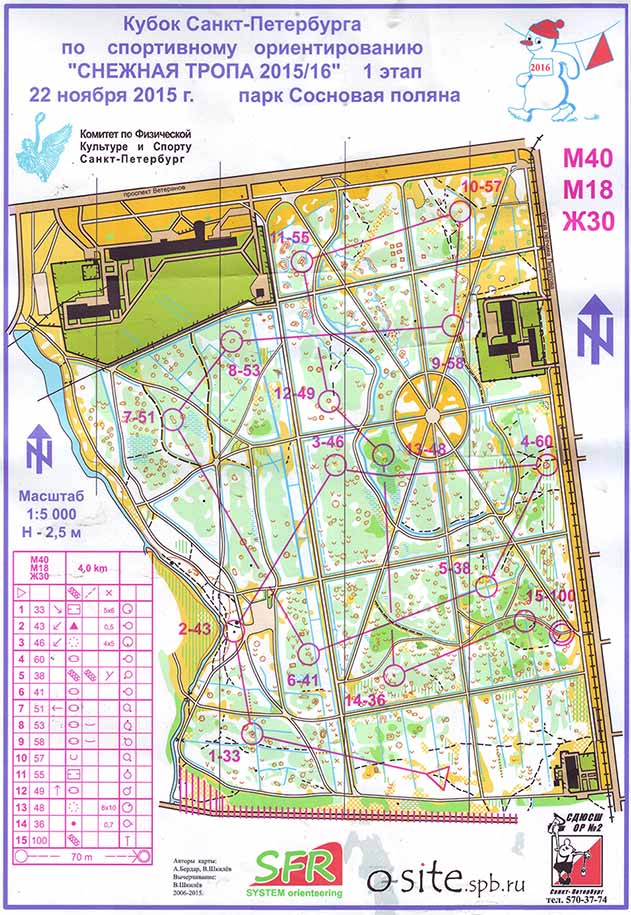 Кубок Санкт-Петербурга
по спортивному ориентированию
"СНЕЖНАЯ ТРОПА 2015/16" 1 этап
22 ноября 2015 г. парк Сосновая поляна
2016
Комитет по Физической
Культуре и Спорту
Санкт-Петербург
М40
М18
Ж30
проспект Ветеранов
10-57
11-55
9-58
8-53
12-49
7-51
13-48
3-46
4-60
5-38
15-100
2-43
6-41
14-36
1-33
Масштаб
1:5 000
Н - 2,5 м
М40
М18
Ж30
4,0 km
1 33 5x6
2 43 0,5
3 46 4x5
4 60
5 38
6 41
7 51
8 53
9 58
10 57
11 55
12 49
13 48 6x10
14 36 0,7
15 100
70 m
Авторы карты:
А.Бердар, В.Шкилёв
Вычерчивание:
В.Шкилёв
2006-2015.
SFR
SYSTEM orienteering
o-site.spb.ru
СДЮСШ
ОР №2
Санкт-Петербург
тел. 570-37-74